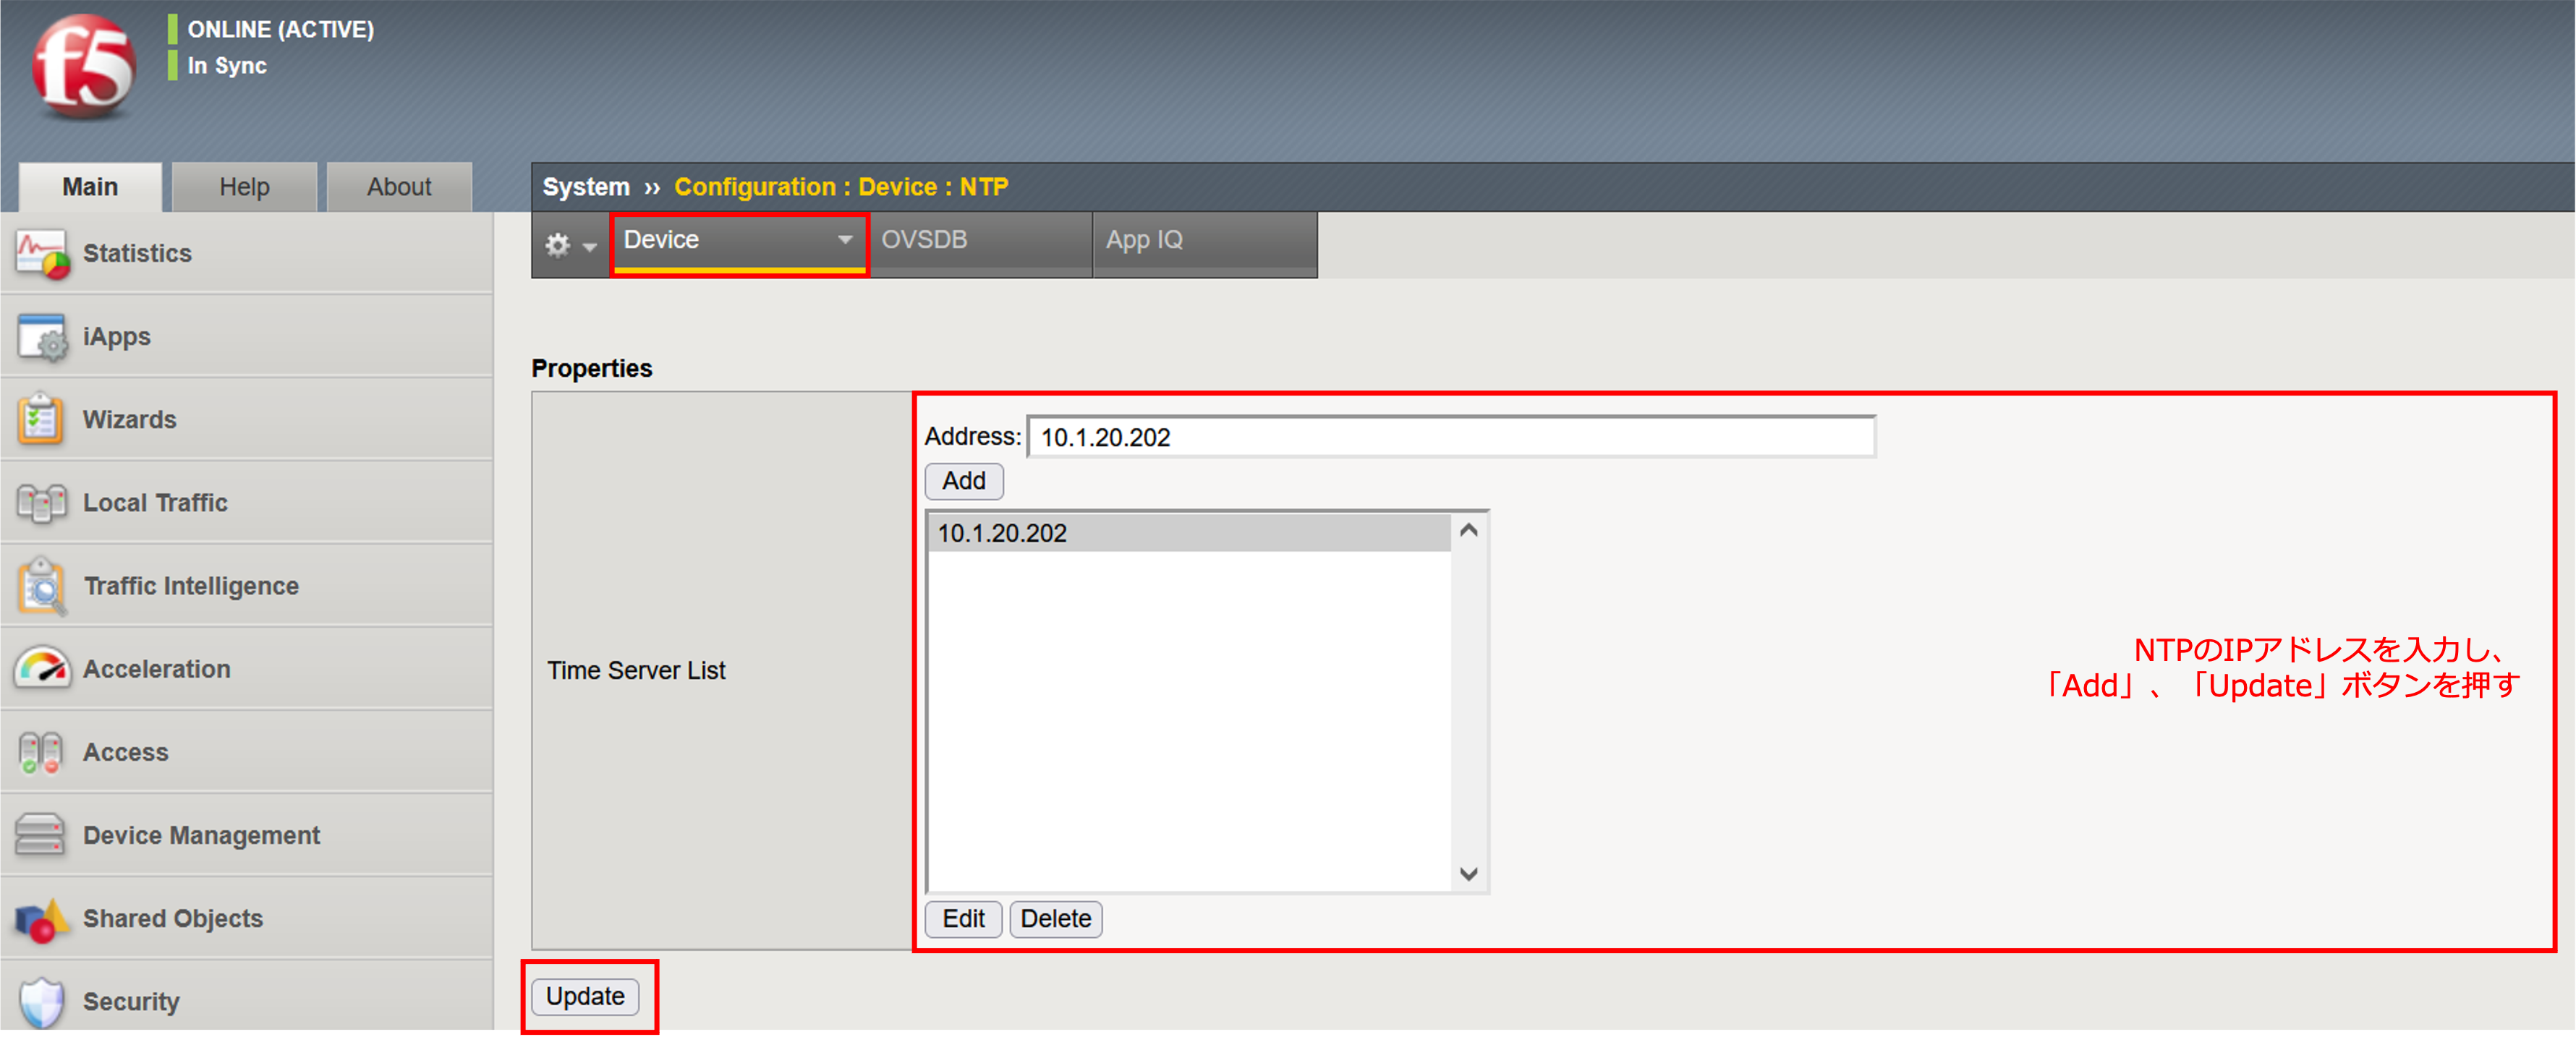 f5
ONLINE (ACTIVE)
In Sync
Main
Help
About
System ›› Configuration : Device : NTP
Device
OVSDB
App IQ
Statistics
iApps
Wizards
Local Traffic
Traffic Intelligence
Acceleration
Access
Device Management
Shared Objects
Security
Properties
Time Server List
Address: 10.1.20.202
Add
10.1.20.202
Edit
Delete
NTPのIPアドレスを入力し、
「Add」、「Update」ボタンを押す
Update